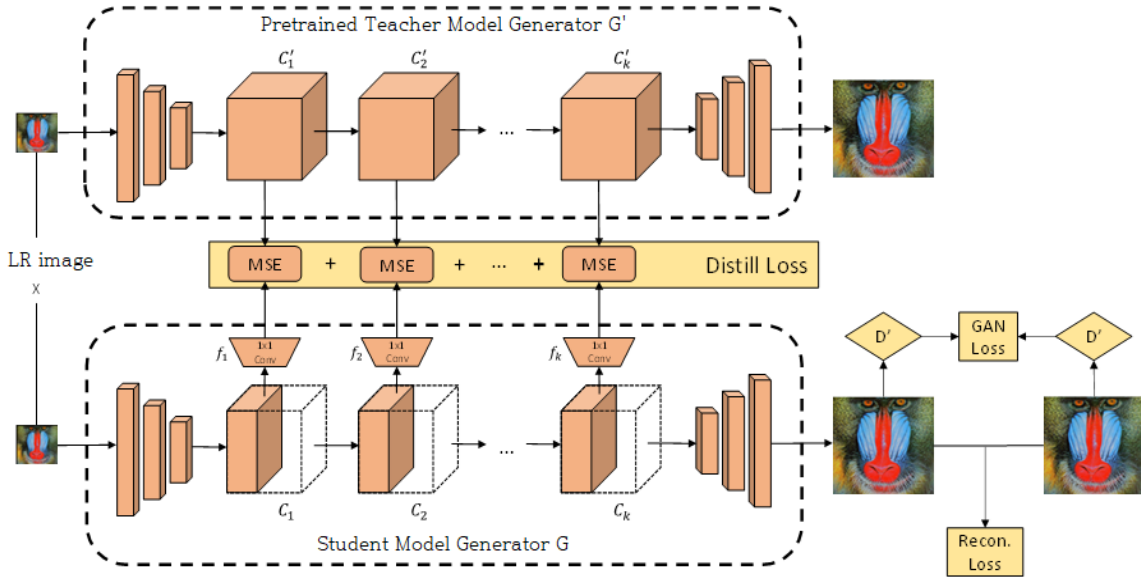 Pretrained Teacher Model Generator G'
C'₁ C'₂ C'ₖ
...
LR image
x
MSE + MSE + ... + MSE Distill Loss
f₁ 1x1 Conv f₂ 1x1 Conv fₖ 1x1 Conv
D' GAN Loss D'
...
C₁ C₂ Cₖ
Student Model Generator G
Recon. Loss